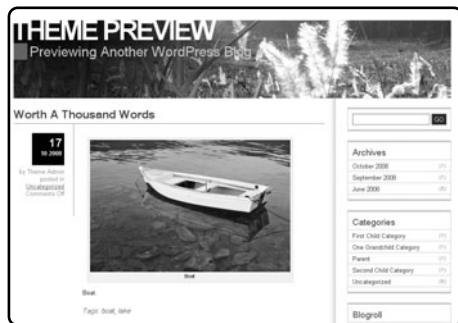 THEME PREVIEW
Previewing Another WordPress Blog
Worth A Thousand Words
17
10 2008
by Theme Admin
posted in
Uncategorized
Comments Off
Boat
Boat
Tags: boat, lake
GO
Archives
October 2008
September 2008
June 2008
Categories
First Child Category
One Grandchild Category
Parent
Second Child Category
Uncategorized
Blogroll